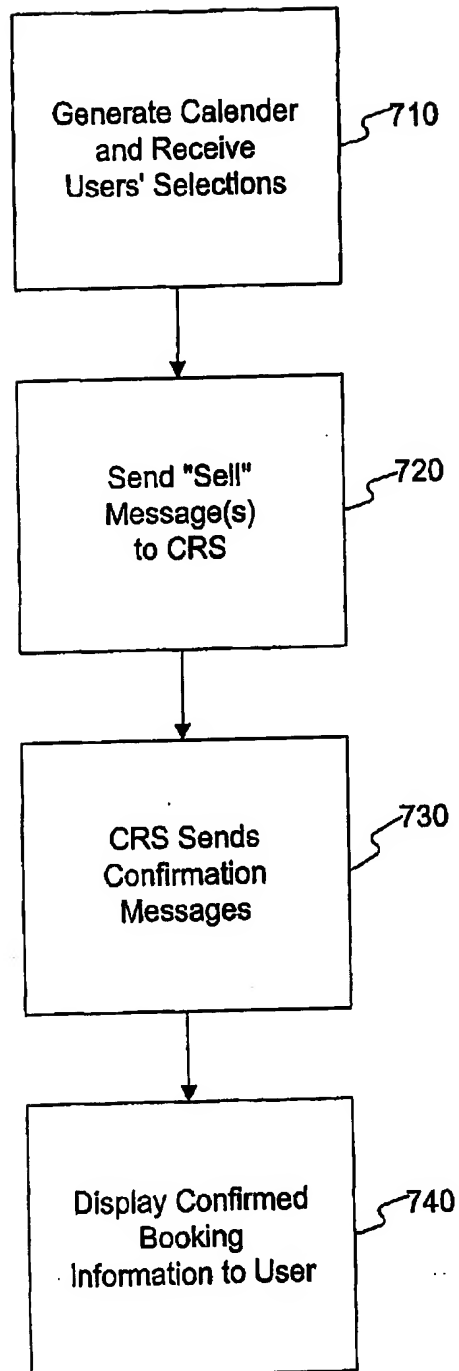 Generate Calender
and Receive
Users' Selections
710
Send "Sell"
Message(s)
to CRS
720
CRS Sends
Confirmation
Messages
730
Display Confirmed
Booking
Information to User
740